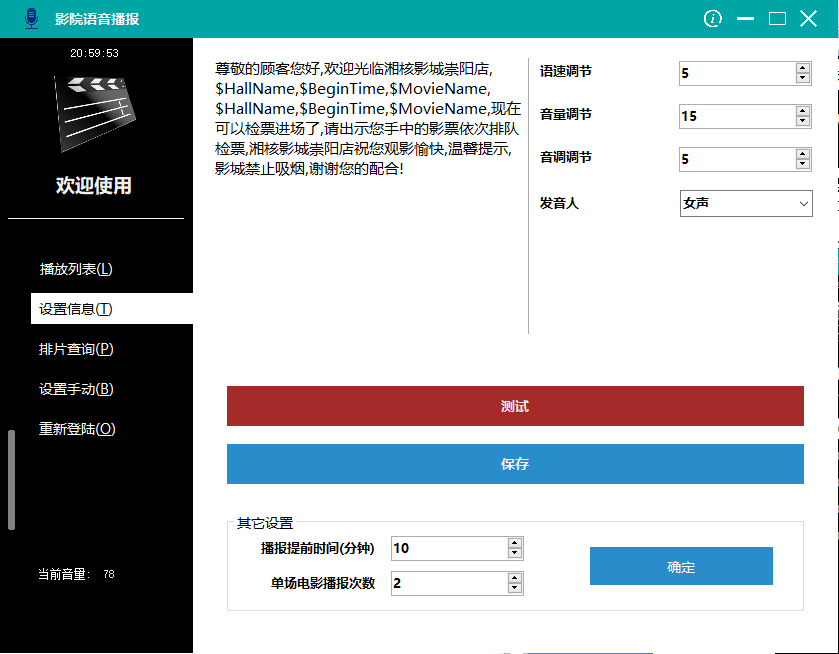 影院语音播报
20:59:53
欢迎使用
播放列表(L)
设置信息(T)
排片查询(P)
设置手动(B)
重新登陆(O)
当前音量: 78
尊敬的顾客您好,欢迎光临湘核影城崇阳店,
$HallName,$BeginTime,$MovieName,
$HallName,$BeginTime,$MovieName,现在
可以检票进场了,请出示您手中的影票依次排队
检票,湘核影城崇阳店祝您观影愉快,温馨提示,
影城禁止吸烟,谢谢您的配合!
语速调节 5
音量调节 15
音调调节 5
发音人 女声
测试
保存
其它设置
播报提前时间(分钟) 10
单场电影播报次数 2
确定